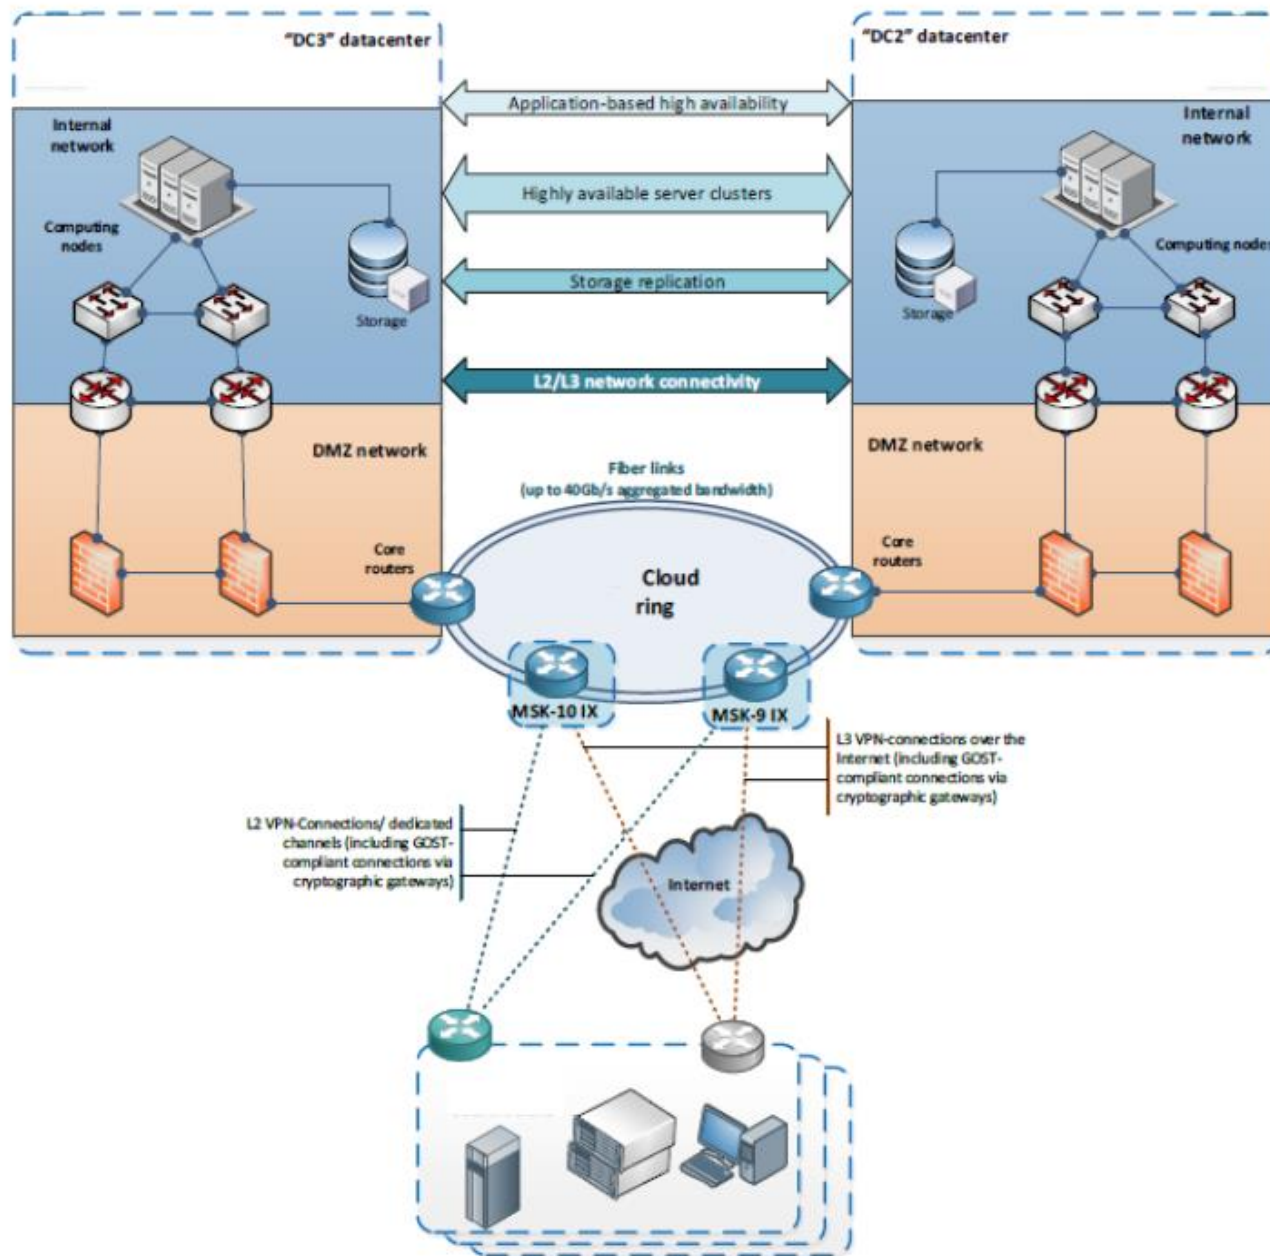 “DC3” datacenter
“DC2” datacenter
Application-based high availability
Internal
network
Internal
network
Highly available server clusters
Computing
nodes
Computing nodes
Storage replication
Storage
Storage
L2/L3 network connectivity
DMZ network
DMZ network
Fiber links
(up to 40Gb/s aggregated bandwidth)
Core
routers
Core
routers
Cloud
ring
MSK-10 IX
MSK-9 IX
L3 VPN-connections over the
Internet (including GOST-
compliant connections via
cryptographic gateways)
L2 VPN-Connections/ dedicated
channels (including GOST-
compliant connections via
cryptographic gateways)
Internet